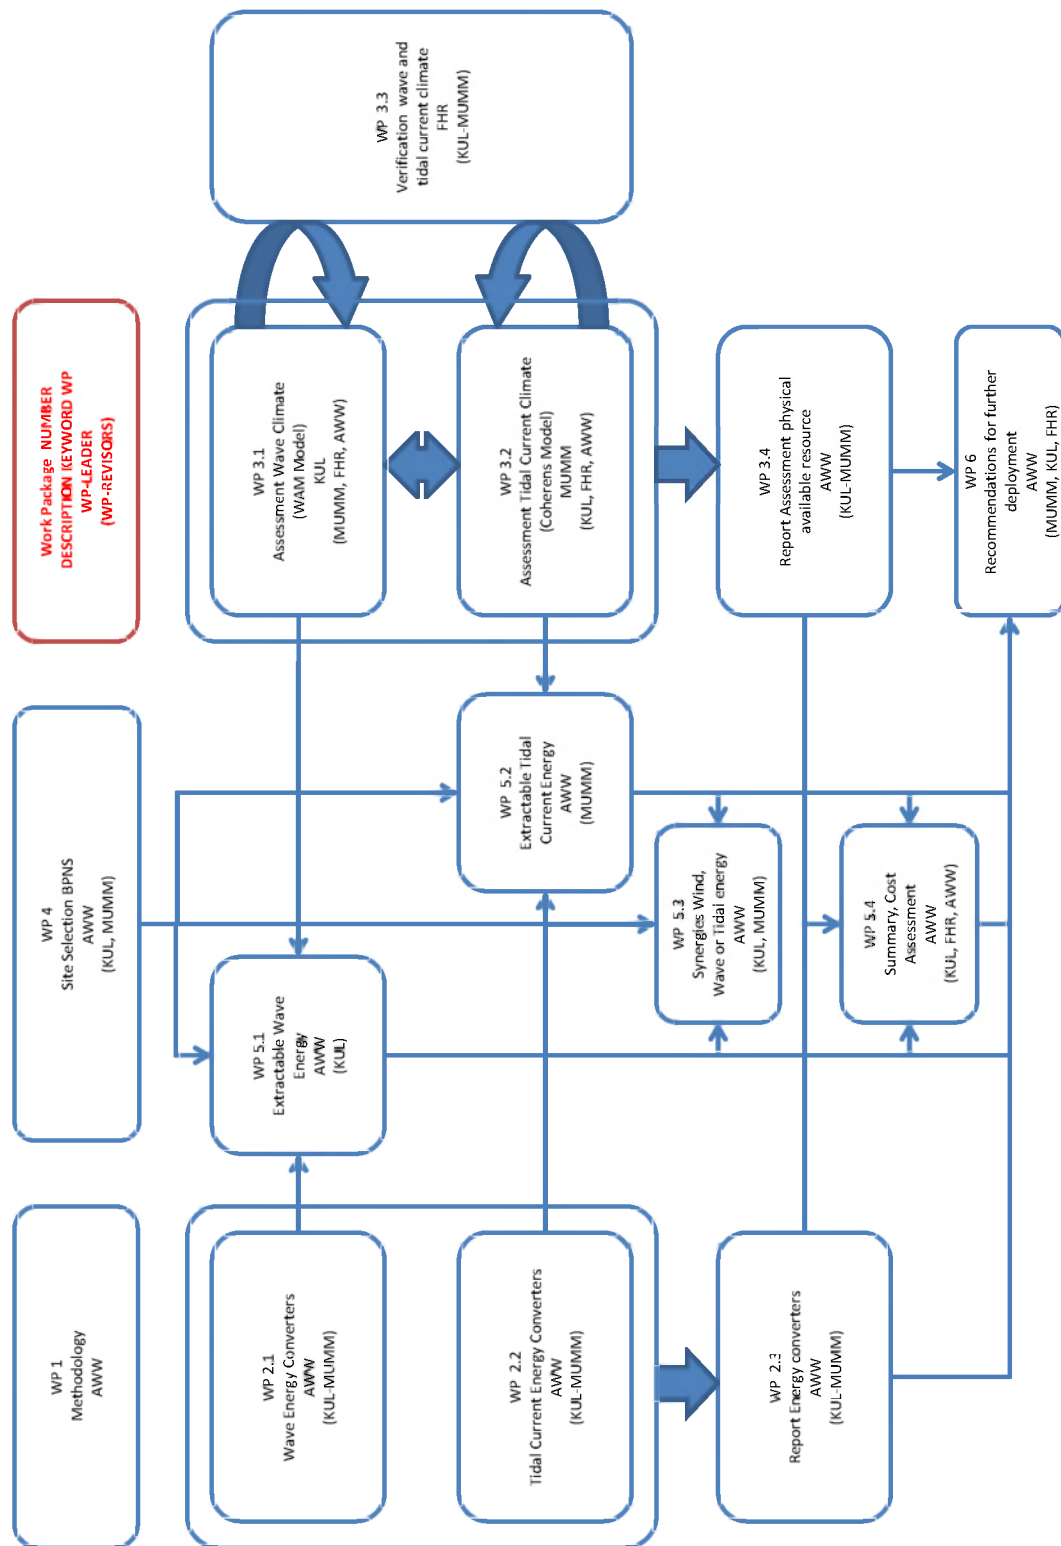 WP 1
Methodology
AWW
WP 4
Site Selection BPNS
AWW
(KUL, MUMM)
Work Package NUMBER
DESCRIPTION KEYWORD WP
WP-LEADER
(WP-REVISORS)
WP 2.1
Wave Energy Converters
AWW
(KUL-MUMM)
WP 5.1
Extractable Wave
Energy
AWW
(KUL)
WP 3.1
Assessment Wave Climate
(WAM Model)
KUL
(MUMM, FHR, AWW)
WP 3.3
Verification wave and
tidal current climate
FHR
(KUL-MUMM)
WP 2.2
Tidal Current Energy Converters
AWW
(KUL-MUMM)
WP 5.2
Extractable Tidal
Current Energy
AWW
(MUMM)
WP 3.2
Assessment Tidal Current Climate
(Coherens Model)
MUMM
(KUL, FHR, AWW)
WP 5.3
Synergies Wind,
Wave or Tidal energy
AWW
(KUL, MUMM)
WP 2.3
Report Energy converters
AWW
(KUL-MUMM)
WP 3.4
Report Assessment physical
available resource
AWW
(KUL-MUMM)
WP 5.4
Summary, Cost
Assessment
AWW
(KUL, FHR, AWW)
WP 6
Recommendations for further
deployment
AWW
(MUMM, KUL, FHR)